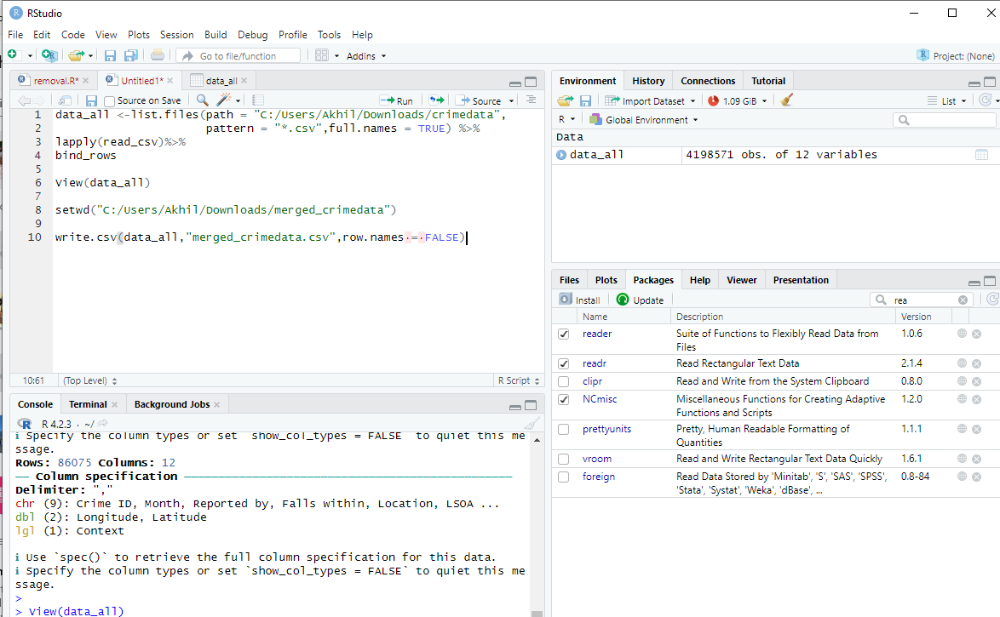 RStudio
File Edit Code View Plots Session Build Debug Profile Tools Help
Go to file/function Addins Project: (None)
removal.R* Untitled1* data_all
Source on Save Run Source
1 data_all <-list.files(path = "C:/Users/Akhil/Downloads/crimedata",
2 pattern = "*.csv",full.names = TRUE) %>%
3 lapply(read_csv)%>%
4 bind_rows
5
6 View(data_all)
7
8 setwd("C:/Users/Akhil/Downloads/merged_crimedata")
9
10 write.csv(data_all,"merged_crimedata.csv",row.names = FALSE)
10:61 (Top Level) R Script
Console Terminal Background Jobs
R 4.2.3 · ~/
i Specify the column types or set `show_col_types = FALSE` to quiet this me
ssage.
Rows: 86075 Columns: 12
── Column specification ────────────────────────────────
Delimiter: ","
chr (9): Crime ID, Month, Reported by, Falls within, Location, LSOA ...
dbl (2): Longitude, Latitude
lgl (1): Context
i Use `spec()` to retrieve the full column specification for this data.
i Specify the column types or set `show_col_types = FALSE` to quiet this me
ssage.
>
> View(data_all)
Environment History Connections Tutorial
Import Dataset 1.09 GiB List
R Global Environment
Data
data_all 4198571 obs. of 12 variables
Files Plots Packages Help Viewer Presentation
Install Update rea
Name Description Version
reader Suite of Functions to Flexibly Read Data from 1.0.6
Files
readr Read Rectangular Text Data 2.1.4
clipr Read and Write from the System Clipboard 0.8.0
NCmisc Miscellaneous Functions for Creating Adaptive 1.2.0
Functions and Scripts
prettyunits Pretty, Human Readable Formatting of 1.1.1
Quantities
vroom Read and Write Rectangular Text Data Quickly 1.6.1
foreign Read Data Stored by 'Minitab', 'S', 'SAS', 'SPSS', 0.8-84
'Stata', 'Systat', 'Weka', 'dBase', ...